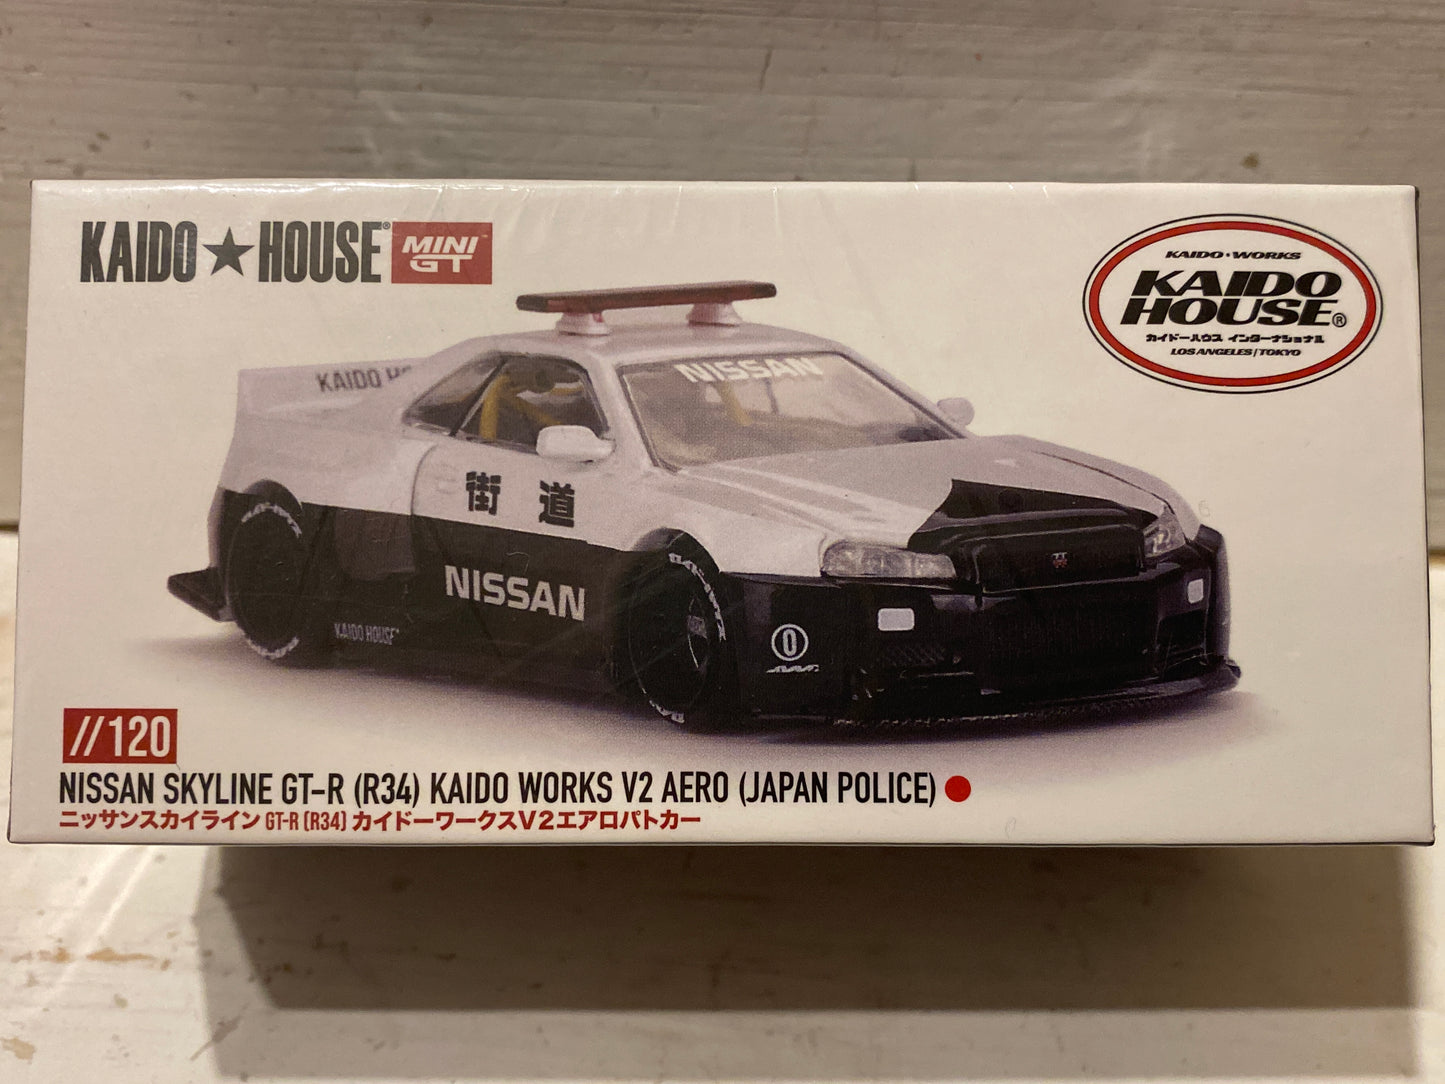 KAIDO★HOUSE® MINI GT
KAIDO・WORKS
KAIDO
HOUSE®
カイドーハウス インターナショナル
LOS ANGELES/TOKYO
KAIDO HO
NISSAN
街道
NISSAN
KAIDO HOUSE
0
//120
NISSAN SKYLINE GT-R (R34) KAIDO WORKS V2 AERO (JAPAN POLICE)
ニッサンスカイライン GT-R (R34) カイドーワークスV2エアロパトカー